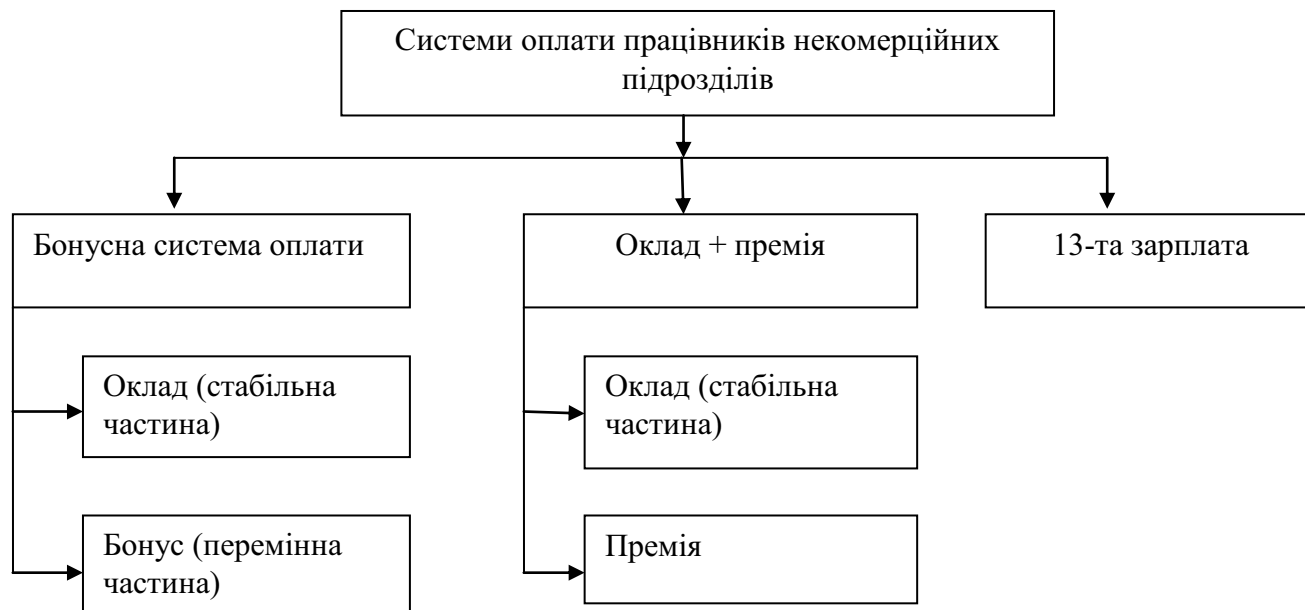 Системи оплати працівників некомерційних
підрозділів
Бонусна система оплати
Оклад + премія
13-та зарплата
Оклад (стабільна
частина)
Оклад (стабільна
частина)
Бонус (перемінна
частина)
Премія